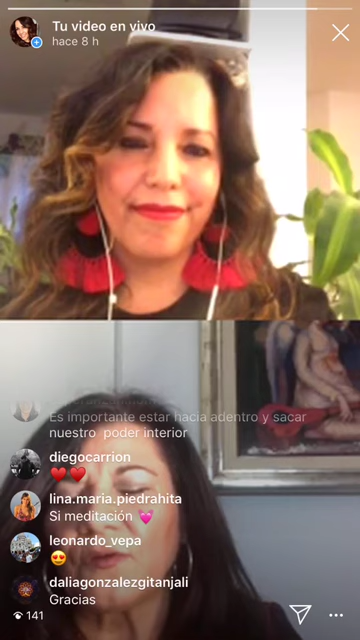 Tu video en vivo
hace 8 h
Es importante estar hacia adentro y sacar
nuestro poder interior
diegocarrion
❤️❤️
lina.maria.piedrahita
Si meditación 💓
leonardo_vepa
😍
daliagonzalezgitanjali
Gracias
141